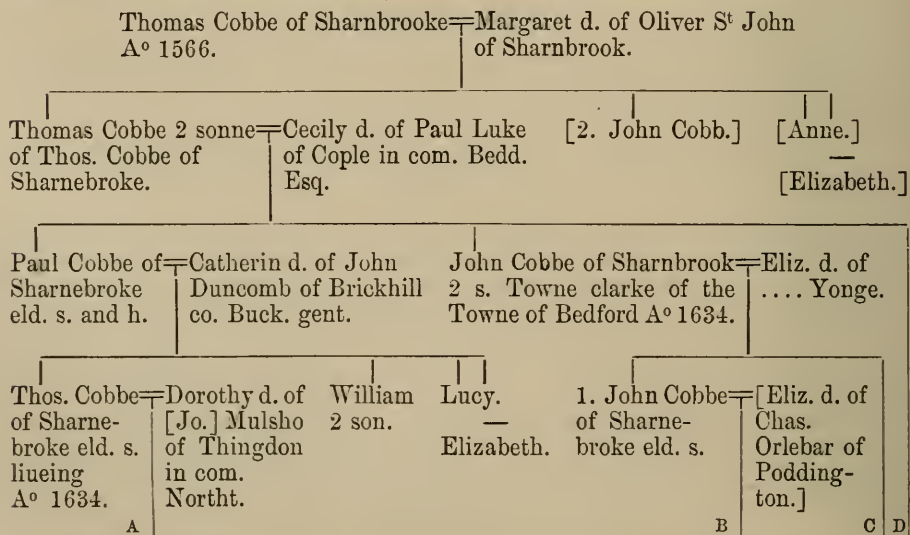 Thomas Cobbe of Sharnbrooke=Margaret d. of Oliver Sᵗ John
Aᵒ 1566.
of Sharnbrook.
Thomas Cobbe 2 sonne=Cecily d. of Paul Luke
of Thos. Cobbe of
Sharnebroke.
of Cople in com. Bedd.
Esq.
[2. John Cobb.]
[Anne.]
—
[Elizabeth.]
Paul Cobbe of=Catherin d. of John
Sharnebroke
eld. s. and h.
Duncomb of Brickhill
co. Buck. gent.
John Cobbe of Sharnbrook=Eliz. d. of
2 s. Towne clarke of the
Towne of Bedford Aᵒ 1634.
.... Yonge.
Thos. Cobbe=Dorothy d. of
of Sharne-
broke eld. s.
liueing
Aᵒ 1634.
[Jo.] Mulsho
of Thingdon
in com.
Northt.
William
2 son.
Lucy.
—
Elizabeth.
1. John Cobbe=[Eliz. d. of
of Sharne-
broke eld. s.
Chas.
Orlebar of
Podding-
ton.]
A
B
C
D